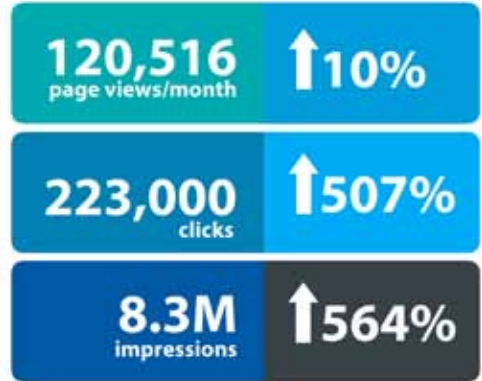 120,516
page views/month
10%
223,000
clicks
507%
8.3M
impressions
564%